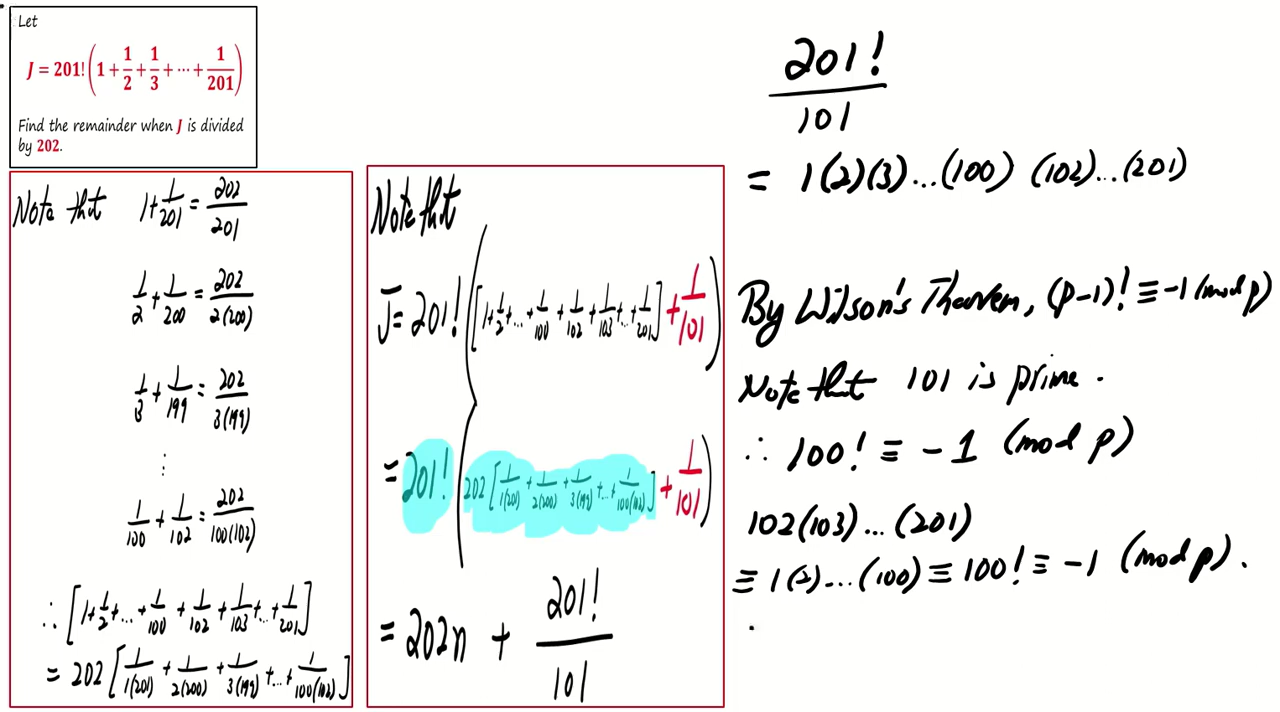 Let
J = 201! (1 + 1/2 + 1/3 + ⋯ + 1/201)
Find the remainder when J is divided
by 202.
Note that 1 + 1/201 = 202/201
1/2 + 1/200 = 202/2(200)
1/3 + 1/199 = 202/3(199)
⋮
1/100 + 1/102 = 202/100(102)
∴ [1 + 1/2 + ... + 1/100 + 1/102 + 1/103 + ... + 1/201]
= 202 [1/1(201) + 1/2(200) + 1/3(199) + ... + 1/100(102)]
Note that
J = 201! ([1 + 1/2 + ... + 1/100 + 1/102 + 1/103 + ... + 1/201] + 1/101)
= 201! (202 [1/1(201) + 1/2(200) + 1/3(199) + ... + 1/100(102)] + 1/101)
= 202n + 201!/101
201!/101
= 1(2)(3)...(100) (102)...(201)
By Wilson's Theorem, (p-1)! ≡ -1 (mod p)
Note that 101 is prime.
∴ 100! ≡ -1 (mod p)
102(103)...(201)
≡ 1(2)...(100) ≡ 100! ≡ -1 (mod p).